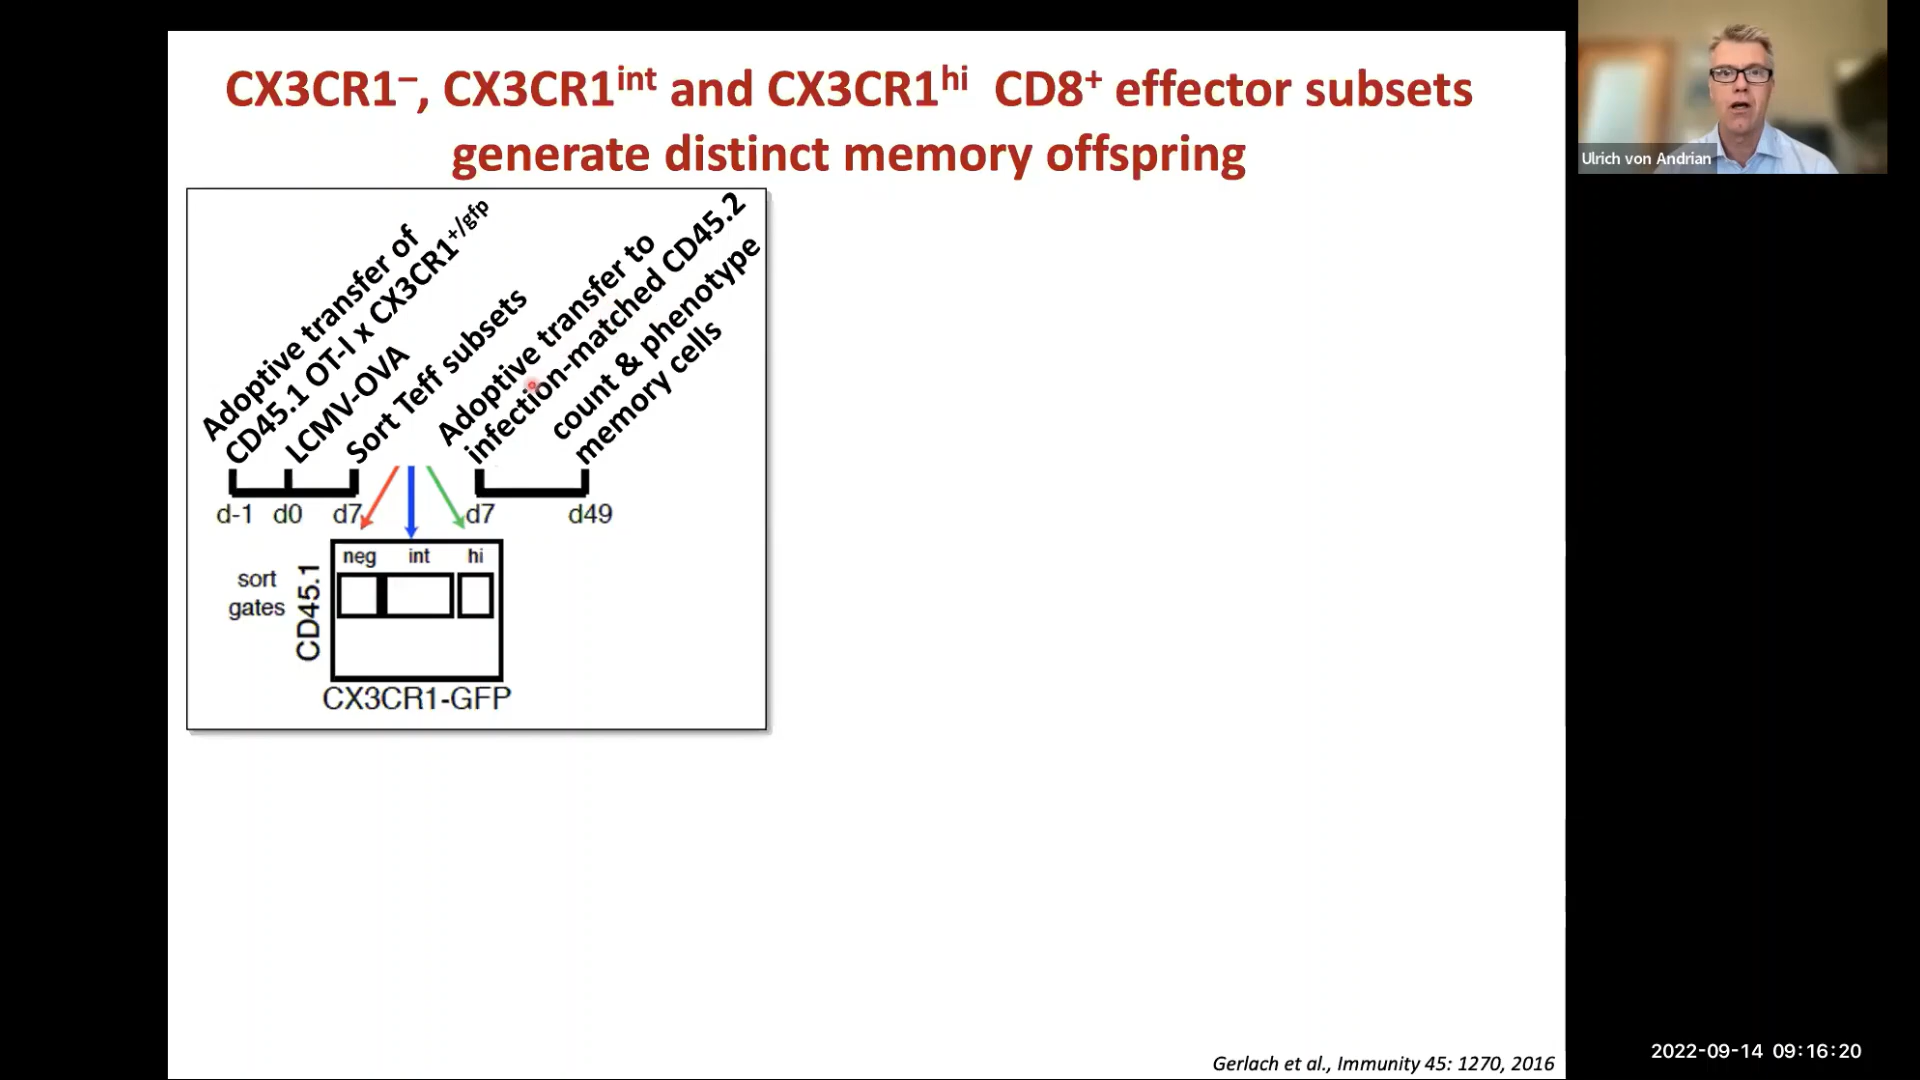 CX3CR1–, CX3CR1int and CX3CR1hi CD8+ effector subsets
generate distinct memory offspring
Ulrich von Andrian
Adoptive transfer of
CD45.1 OT-I x CX3CR1+/gfp
LCMV-OVA
Sort Teff subsets
Adoptive transfer to
infection-matched CD45.2
count & phenotype
memory cells
d-1 d0 d7 d7 d49
neg int hi
sort
gates
CD45.1
CX3CR1-GFP
Gerlach et al., Immunity 45: 1270, 2016
2022-09-14 09:16:20